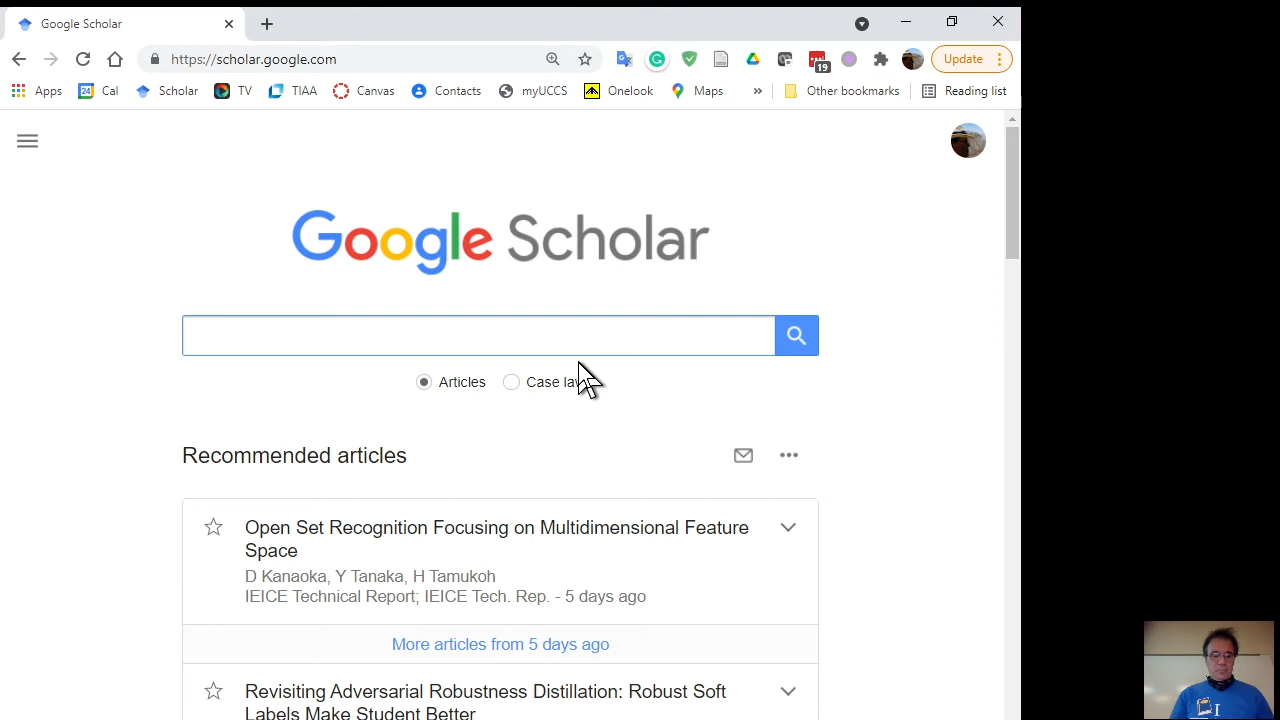 Google Scholar
https://scholar.google.com
19
Update
Apps
24 Cal
Scholar
TV
TIAA
Canvas
Contacts
myUCCS
Onelook
Maps
»
Other bookmarks
Reading list
Google Scholar
Articles
Case law
Recommended articles
Open Set Recognition Focusing on Multidimensional Feature
Space
D Kanaoka, Y Tanaka, H Tamukoh
IEICE Technical Report; IEICE Tech. Rep. - 5 days ago
More articles from 5 days ago
Revisiting Adversarial Robustness Distillation: Robust Soft
Labels Make Student Better
I